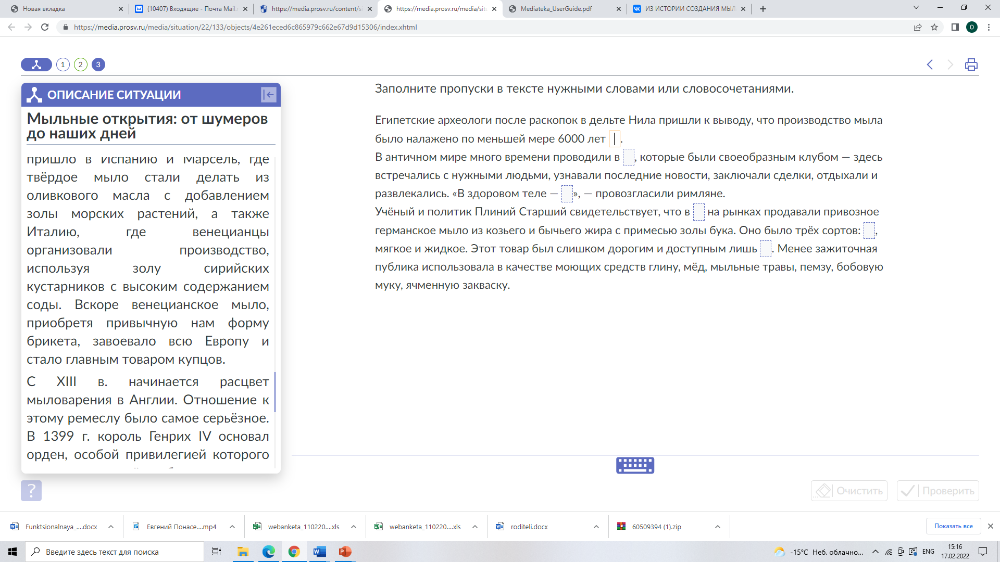 Новая вкладка
(10407) Входящие - Почта Mail.
https://media.prosv.ru/content/si
https://media.prosv.ru/media/situ
Mediateka_UserGuide.pdf
ИЗ ИСТОРИИ СОЗДАНИЯ МЫЛ
https://media.prosv.ru/media/situation/22/133/objects/4e261eced6c865979c662e67d9d15306/index.xhtml
O
1 2 3
ОПИСАНИЕ СИТУАЦИИ
Мыльные открытия: от шумеров
до наших дней
пришло в Испанию и Марсель, где
твёрдое мыло стали делать из
оливкового масла с добавлением
золы морских растений, а также
Италию, где венецианцы
организовали производство,
используя золу сирийских
кустарников с высоким содержанием
соды. Вскоре венецианское мыло,
приобретя привычную нам форму
брикета, завоевало всю Европу и
стало главным товаром купцов.
С XIII в. начинается расцвет
мыловарения в Англии. Отношение к
этому ремеслу было самое серьёзное.
В 1399 г. король Генрих IV основал
орден, особой привилегией которого
Заполните пропуски в тексте нужными словами или словосочетаниями.
Египетские археологи после раскопок в дельте Нила пришли к выводу, что производство мыла
было налажено по меньшей мере 6000 лет .
В античном мире много времени проводили в , которые были своеобразным клубом — здесь
встречались с нужными людьми, узнавали последние новости, заключали сделки, отдыхали и
развлекались. «В здоровом теле — », — провозгласили римляне.
Учёный и политик Плиний Старший свидетельствует, что в на рынках продавали привозное
германское мыло из козьего и бычьего жира с примесью золы бука. Оно было трёх сортов: ,
мягкое и жидкое. Этот товар был слишком дорогим и доступным лишь . Менее зажиточная
публика использовала в качестве моющих средств глину, мёд, мыльные травы, пемзу, бобовую
муку, ячменную закваску.
?
Очистить
Проверить
Funktsionalnaya_....docx
Евгений Понасе....mp4
webanketa_110220....xls
webanketa_110220....xls
roditeli.docx
60509394 (1).zip
Показать все
Введите здесь текст для поиска
-15°C Неб. облачно...
ENG
15:16
17.02.2022